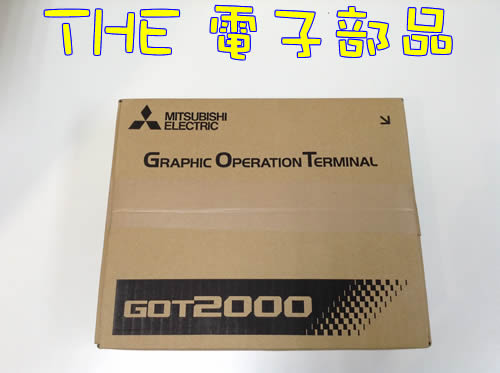 THE 電子部品
MITSUBISHI
ELECTRIC
GRAPHIC OPERATION TERMINAL
GOT2000